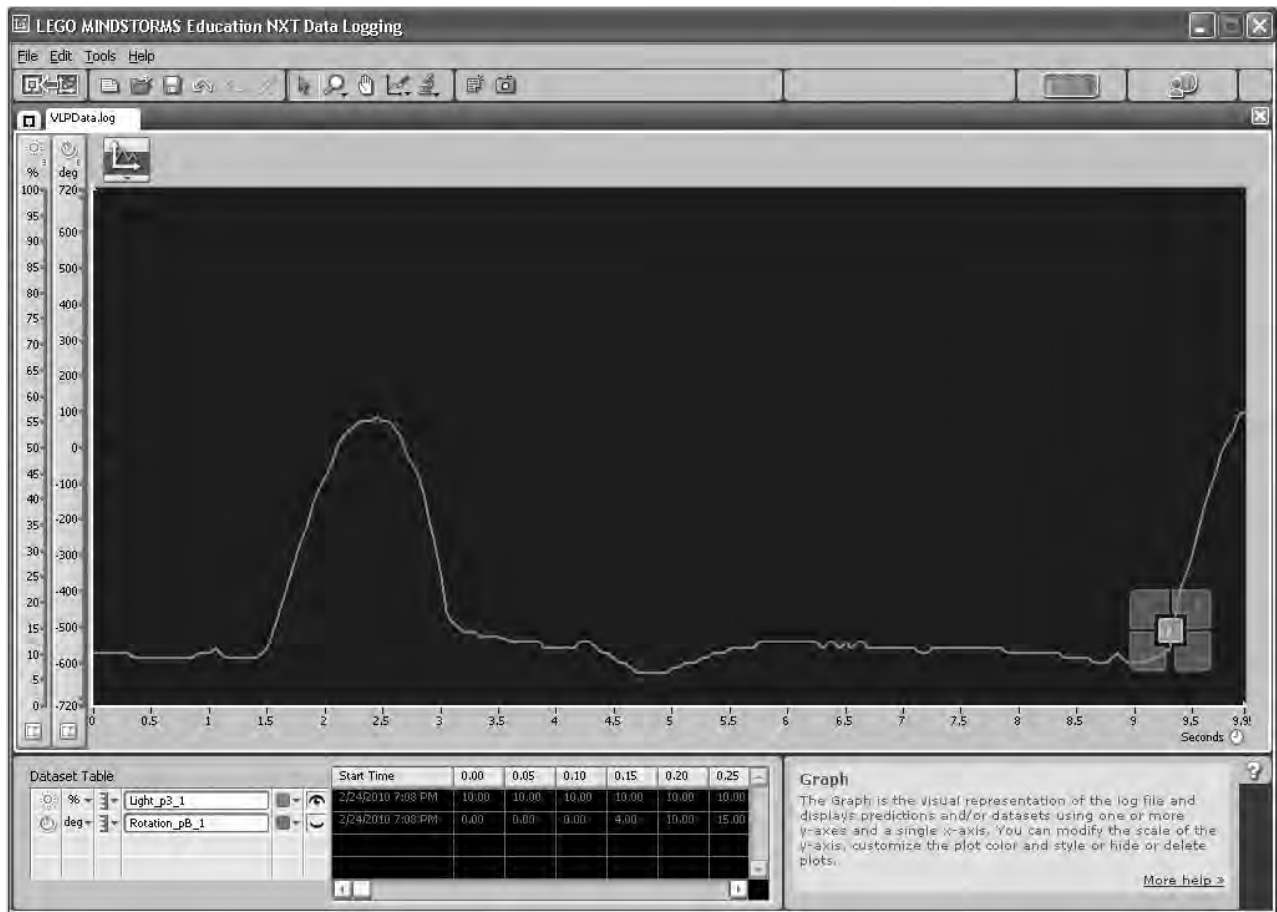 LEGO MINDSTORMS Education NXT Data Logging
File Edit Tools Help
VLPData.log
% deg
100 720
95
90 600
85 500
80
75 400
70 300
65
60 200
55 100
50 0
45
40 -100
35 -200
30 -300
25
20 -400
15 -500
10 -600
5
0 -720
0 0.5 1 1.5 2 2.5 3 3.5 4 4.5 5 5.5 6 6.5 7 7.5 8 8.5 9 9.5 9.95
Seconds
Dataset Table
Start Time 0.00 0.05 0.10 0.15 0.20 0.25
% Light_p3_1 2/24/2010 7:08 PM 10.00 10.00 10.00 10.00 10.00 10.00
deg Rotation_pB_1 2/24/2010 7:08 PM 0.00 0.00 0.00 4.00 10.00 15.00
Graph
The Graph is the visual representation of the log file and
displays predictions and/or datasets using one or more
y-axes and a single x-axis. You can modify the scale of the
y-axis, customize the plot color and style or hide or delete
plots.
More help »
?